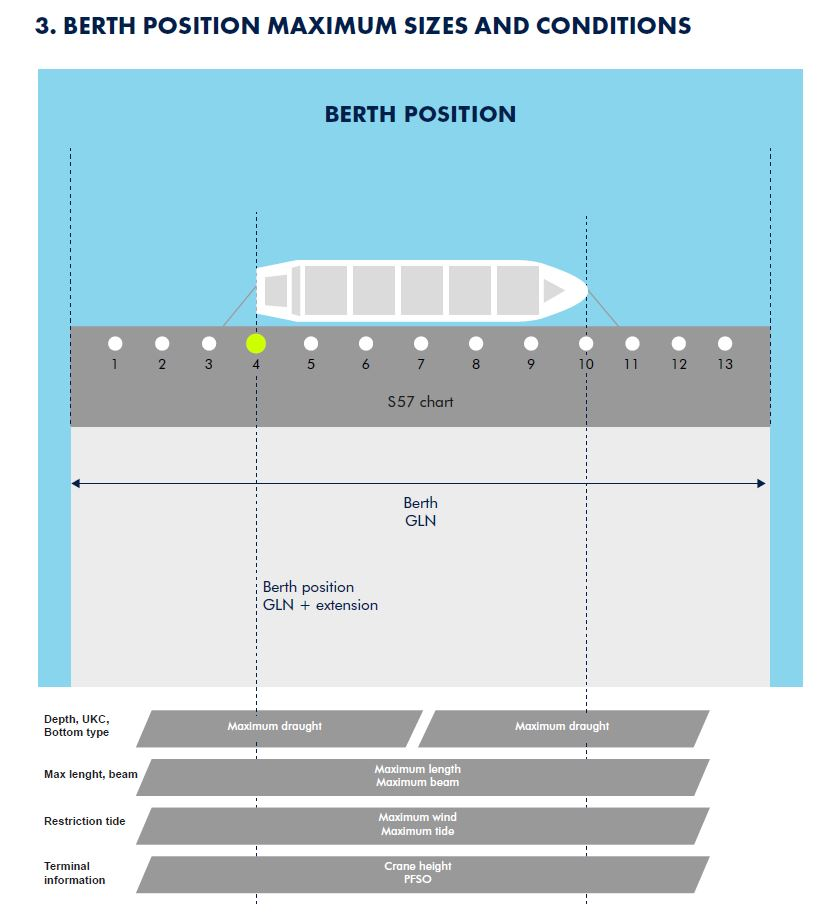 3. BERTH POSITION MAXIMUM SIZES AND CONDITIONS
BERTH POSITION
1 2 3 4 5 6 7 8 9 10 11 12 13
S57 chart
Berth
GLN
Berth position
GLN + extension
Depth, UKC,
Bottom type
Maximum draught
Maximum draught
Max lenght, beam
Maximum length
Maximum beam
Restriction tide
Maximum wind
Maximum tide
Terminal
information
Crane height
PFSO